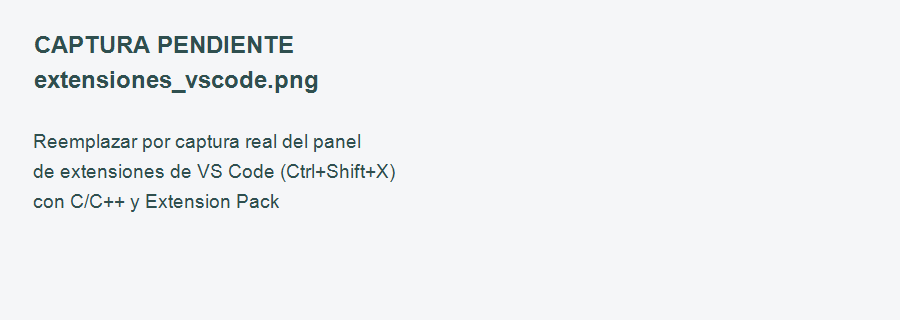 CAPTURA PENDIENTE
extensiones_vscode.png
Reemplazar por captura real del panel
de extensiones de VS Code (Ctrl+Shift+X)
con C/C++ y Extension Pack